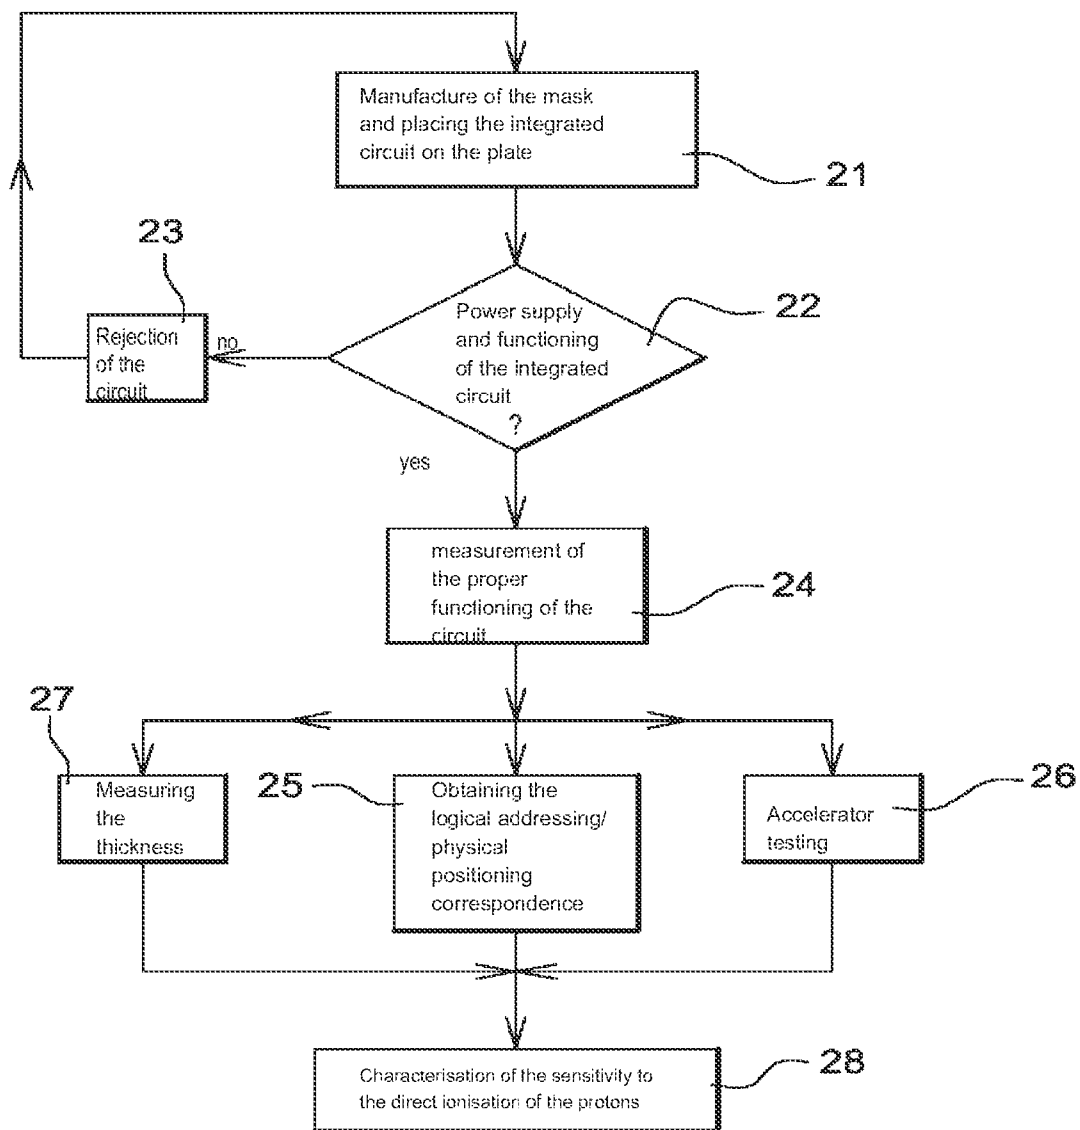 Manufacture of the mask
and placing the integrated
circuit on the plate
21
23
22
Power supply
and functioning
of the integrated
circuit
?
Rejection
of the
circuit
no
yes
measurement of
the proper
functioning of the
circuit
24
27
Measuring
the
thickness
25
Obtaining the
logical addressing/
physical
positioning
correspondence
26
Accelerator
testing
Characterisation of the sensitivity to
the direct ionisation of the protons
28